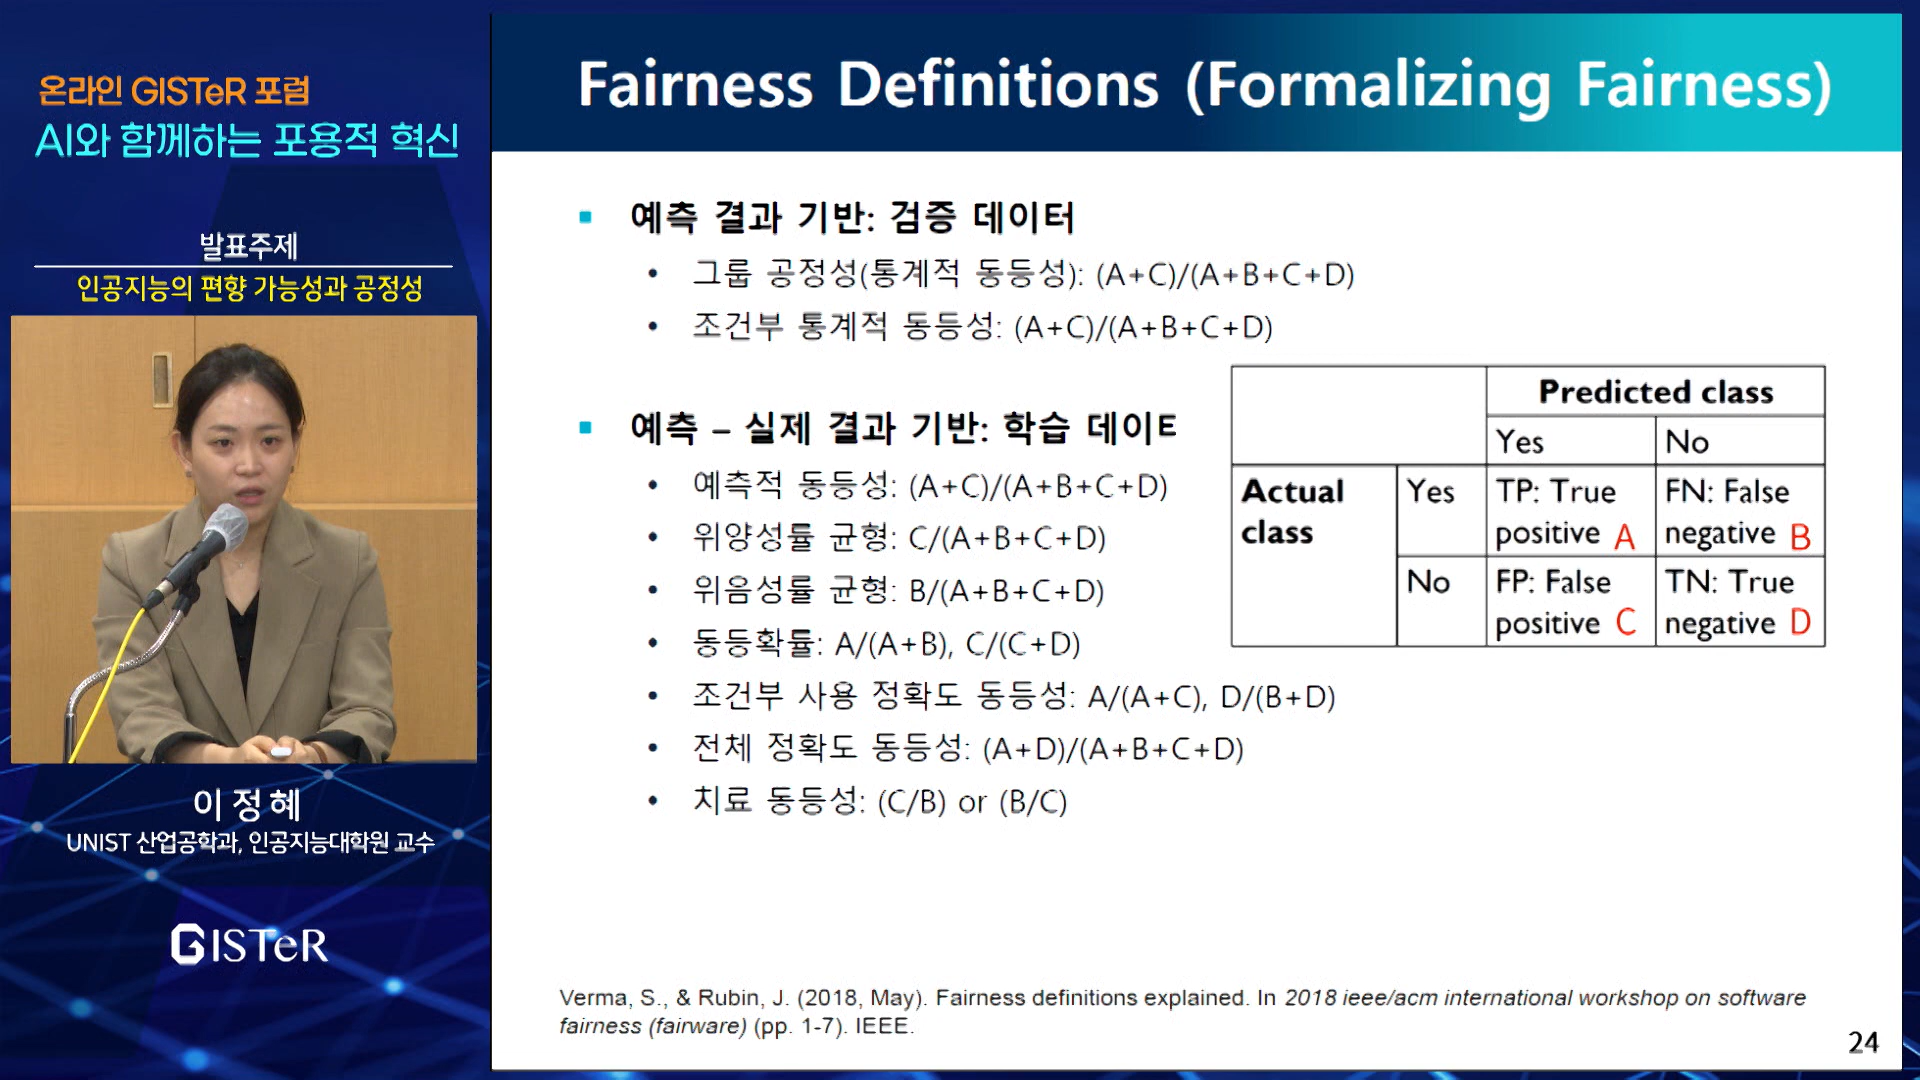 온라인 GISTeR 포럼
AI와 함께하는 포용적 혁신
발표주제
인공지능의 편향 가능성과 공정성
이 정 혜
UNIST 산업공학과, 인공지능대학원 교수
GISTeR
Fairness Definitions (Formalizing Fairness)
▪ 예측 결과 기반: 검증 데이터
• 그룹 공정성(통계적 동등성): (A+C)/(A+B+C+D)
• 조건부 통계적 동등성: (A+C)/(A+B+C+D)
▪ 예측 – 실제 결과 기반: 학습
• 예측적 동등성: (A+C)/(A+B+C+D)
• 위양성률 균형: C/(A+B+C+D)
• 위음성률 균형: B/(A+B+C+D)
• 동등확률: A/(A+B), C/(C+D)
• 조건부 사용 정확도 동등성: A/(A+C), D/(B+D)
• 전체 정확도 동등성: (A+D)/(A+B+C+D)
• 치료 동등성: (C/B) or (B/C)
Predicted class
Yes No
Actual class Yes TP: True positive A FN: False negative B
No FP: False positive C TN: True negative D
Verma, S., & Rubin, J. (2018, May). Fairness definitions explained. In 2018 ieee/acm international workshop on software
fairness (fairware) (pp. 1-7). IEEE.
24